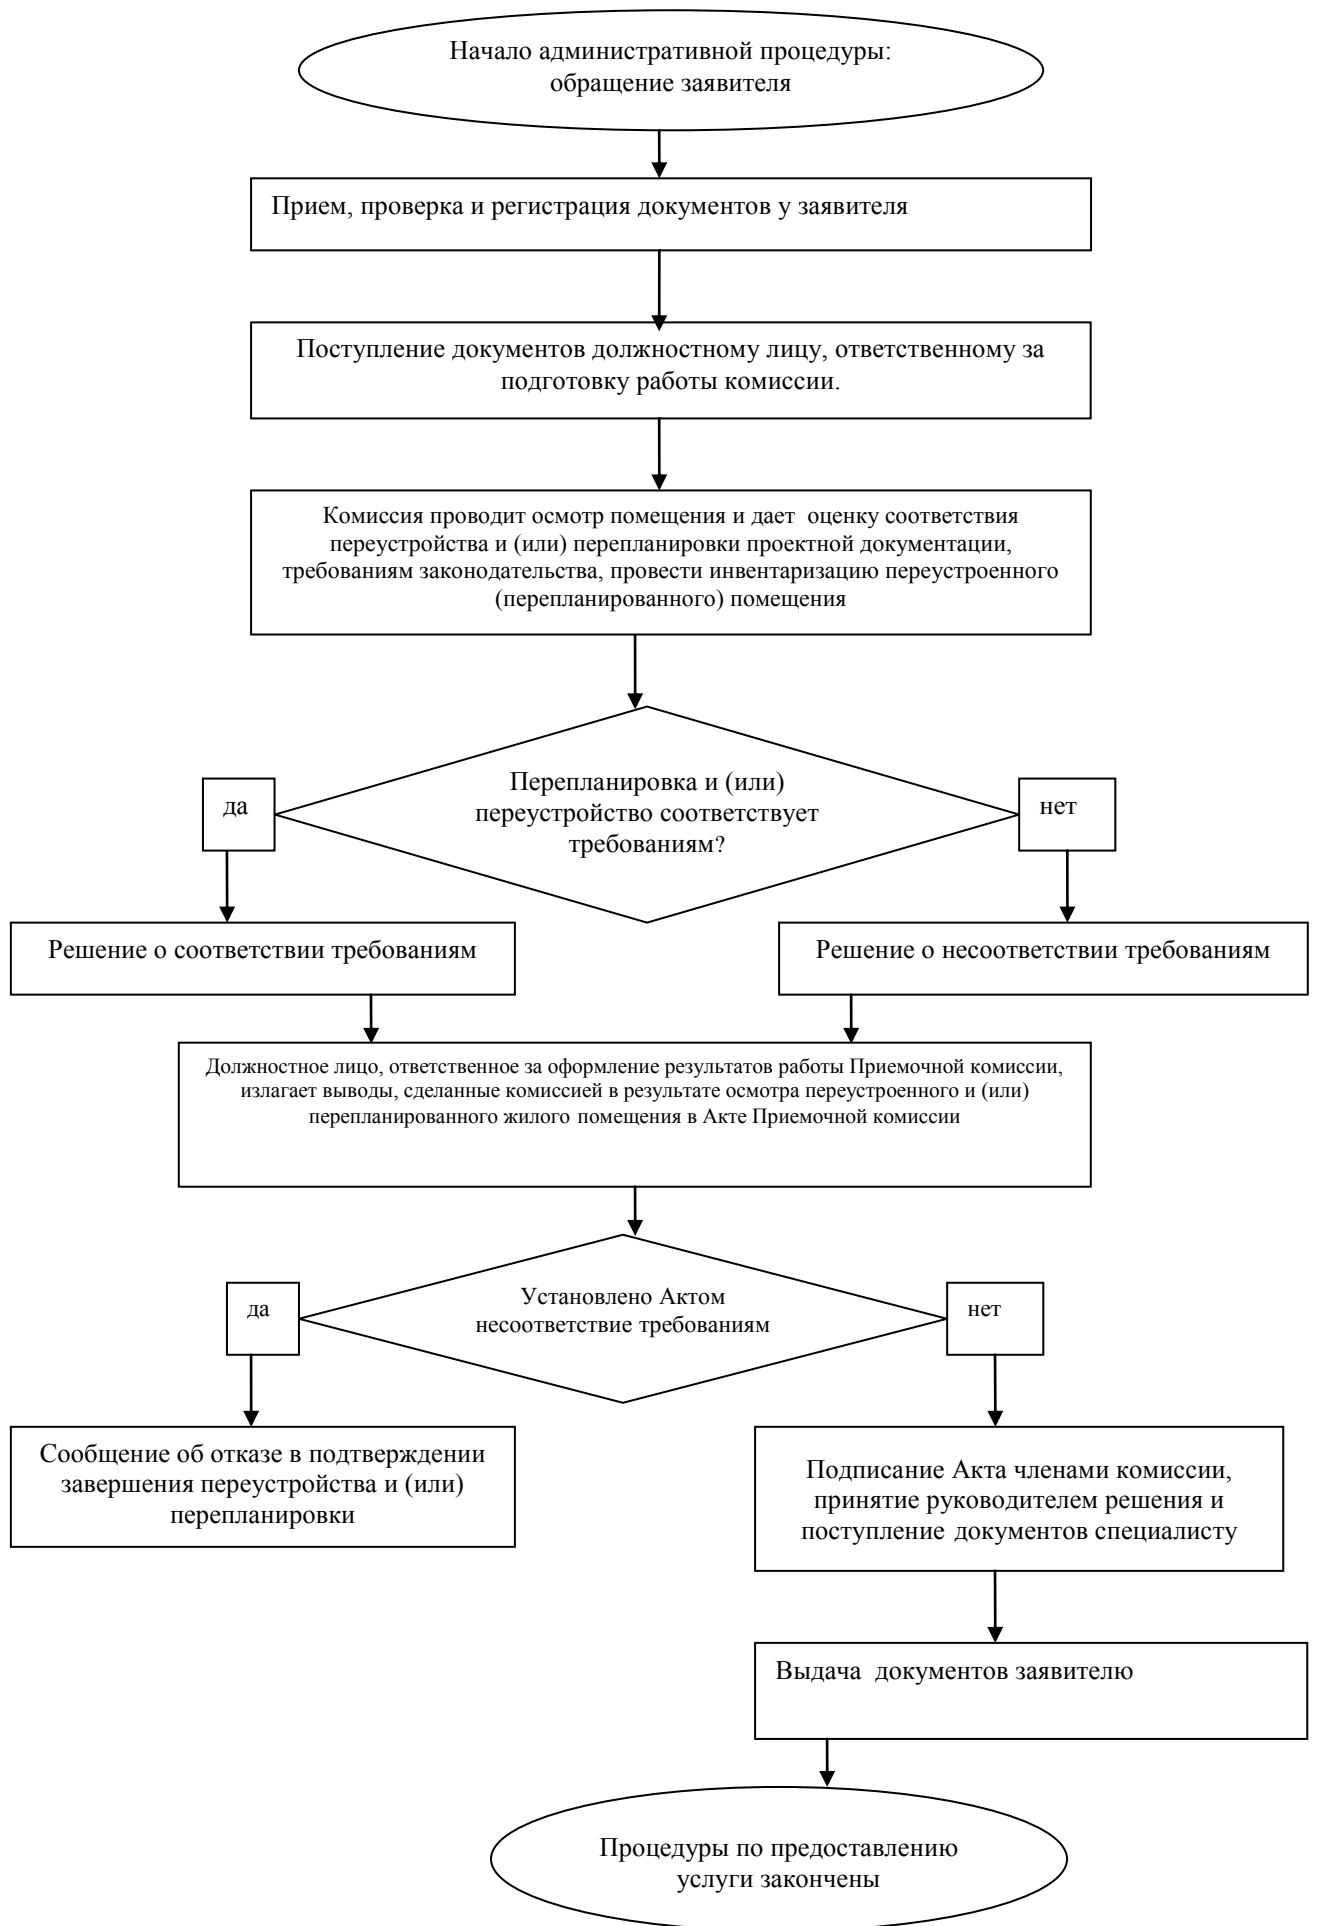 Начало административной процедуры:
обращение заявителя
Прием, проверка и регистрация документов у заявителя
Поступление документов должностному лицу, ответственному за
подготовку работы комиссии.
Комиссия проводит осмотр помещения и дает  оценку соответствия
переустройства и (или) перепланировки проектной документации,
требованиям законодательства, провести инвентаризацию переустроенного
(перепланированного) помещения
Перепланировка и (или)
переустройство соответствует
требованиям?
да
нет
Решение о соответствии требованиям
Решение о несоответствии требованиям
Должностное лицо, ответственное за оформление результатов работы Приемочной комиссии,
излагает выводы, сделанные комиссией в результате осмотра переустроенного и (или)
перепланированного жилого помещения в Акте Приемочной комиссии
Установлено Актом
несоответствие требованиям
да
нет
Сообщение об отказе в подтверждении
завершения переустройства и (или)
перепланировки
Подписание Акта членами комиссии,
принятие руководителем решения и
поступление документов специалисту
Выдача  документов заявителю
Процедуры по предоставлению
услуги закончены